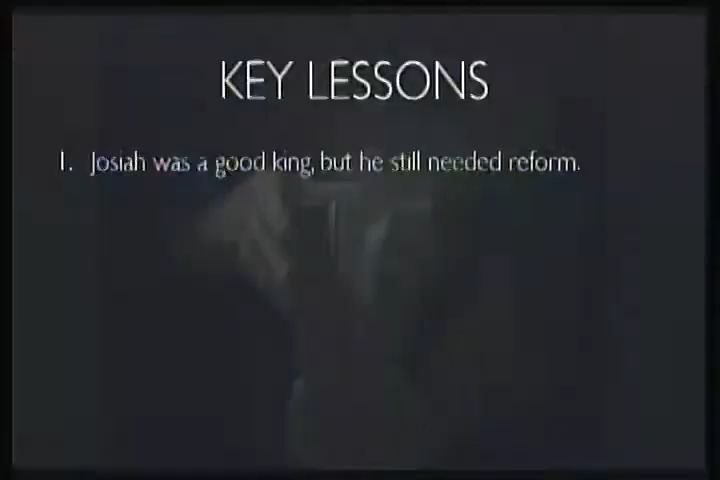 KEY LESSONS
1. Josiah was a good king, but he still needed reform.